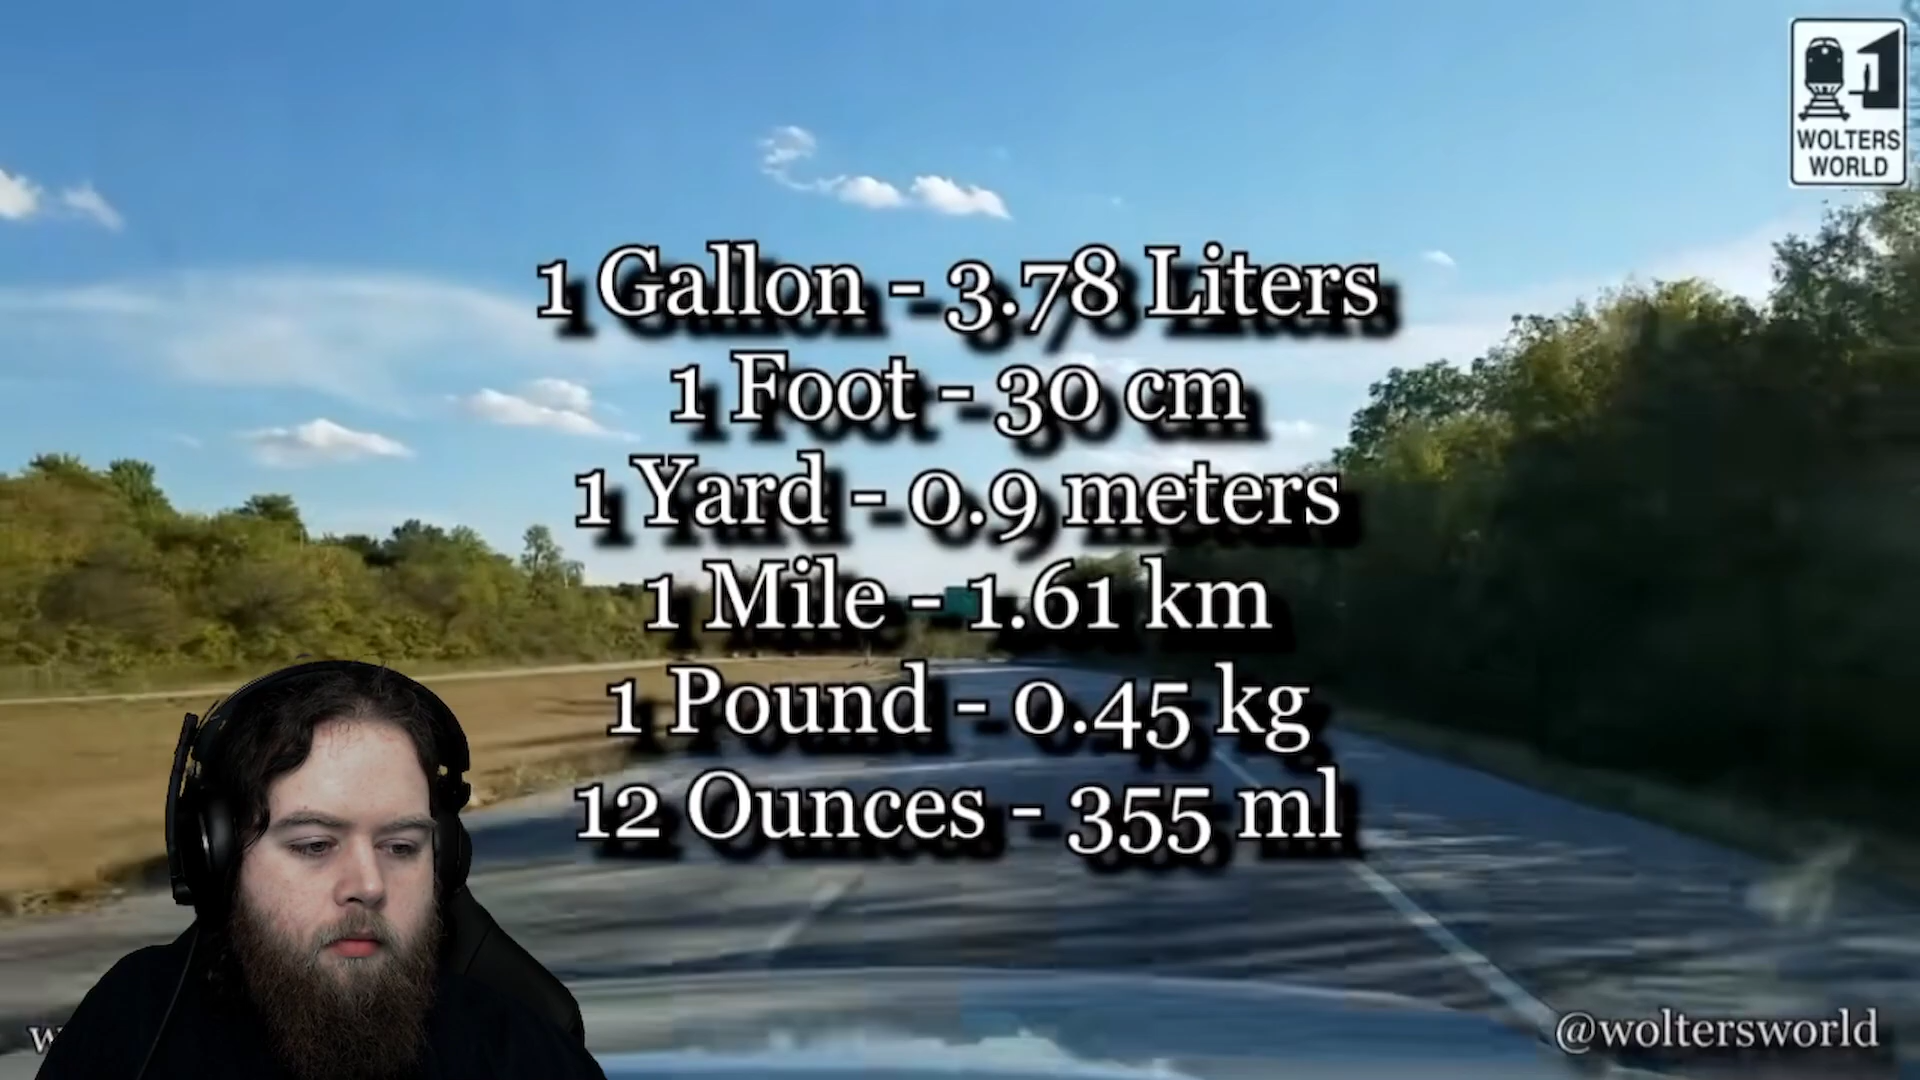 WOLTERS
WORLD
1 Gallon - 3.78 Liters
1 Foot - 30 cm
1 Yard - 0.9 meters
1 Mile - 1.61 km
1 Pound - 0.45 kg
12 Ounces - 355 ml
@woltersworld